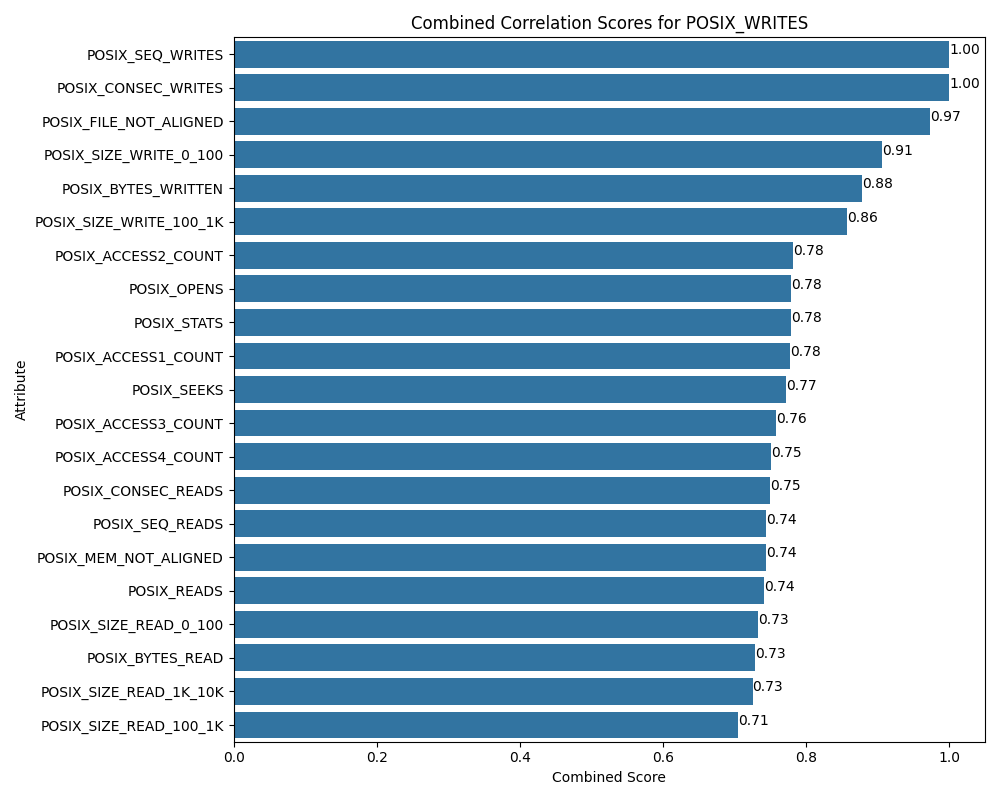 Combined Correlation Scores for POSIX_WRITES
POSIX_SEQ_WRITES 1.00
POSIX_CONSEC_WRITES 1.00
POSIX_FILE_NOT_ALIGNED 0.97
POSIX_SIZE_WRITE_0_100 0.91
POSIX_BYTES_WRITTEN 0.88
POSIX_SIZE_WRITE_100_1K 0.86
POSIX_ACCESS2_COUNT 0.78
POSIX_OPENS 0.78
POSIX_STATS 0.78
POSIX_ACCESS1_COUNT 0.78
POSIX_SEEKS 0.77
POSIX_ACCESS3_COUNT 0.76
POSIX_ACCESS4_COUNT 0.75
POSIX_CONSEC_READS 0.75
POSIX_SEQ_READS 0.74
POSIX_MEM_NOT_ALIGNED 0.74
POSIX_READS 0.74
POSIX_SIZE_READ_0_100 0.73
POSIX_BYTES_READ 0.73
POSIX_SIZE_READ_1K_10K 0.73
POSIX_SIZE_READ_100_1K 0.71
Attribute
0.0 0.2 0.4 0.6 0.8 1.0
Combined Score